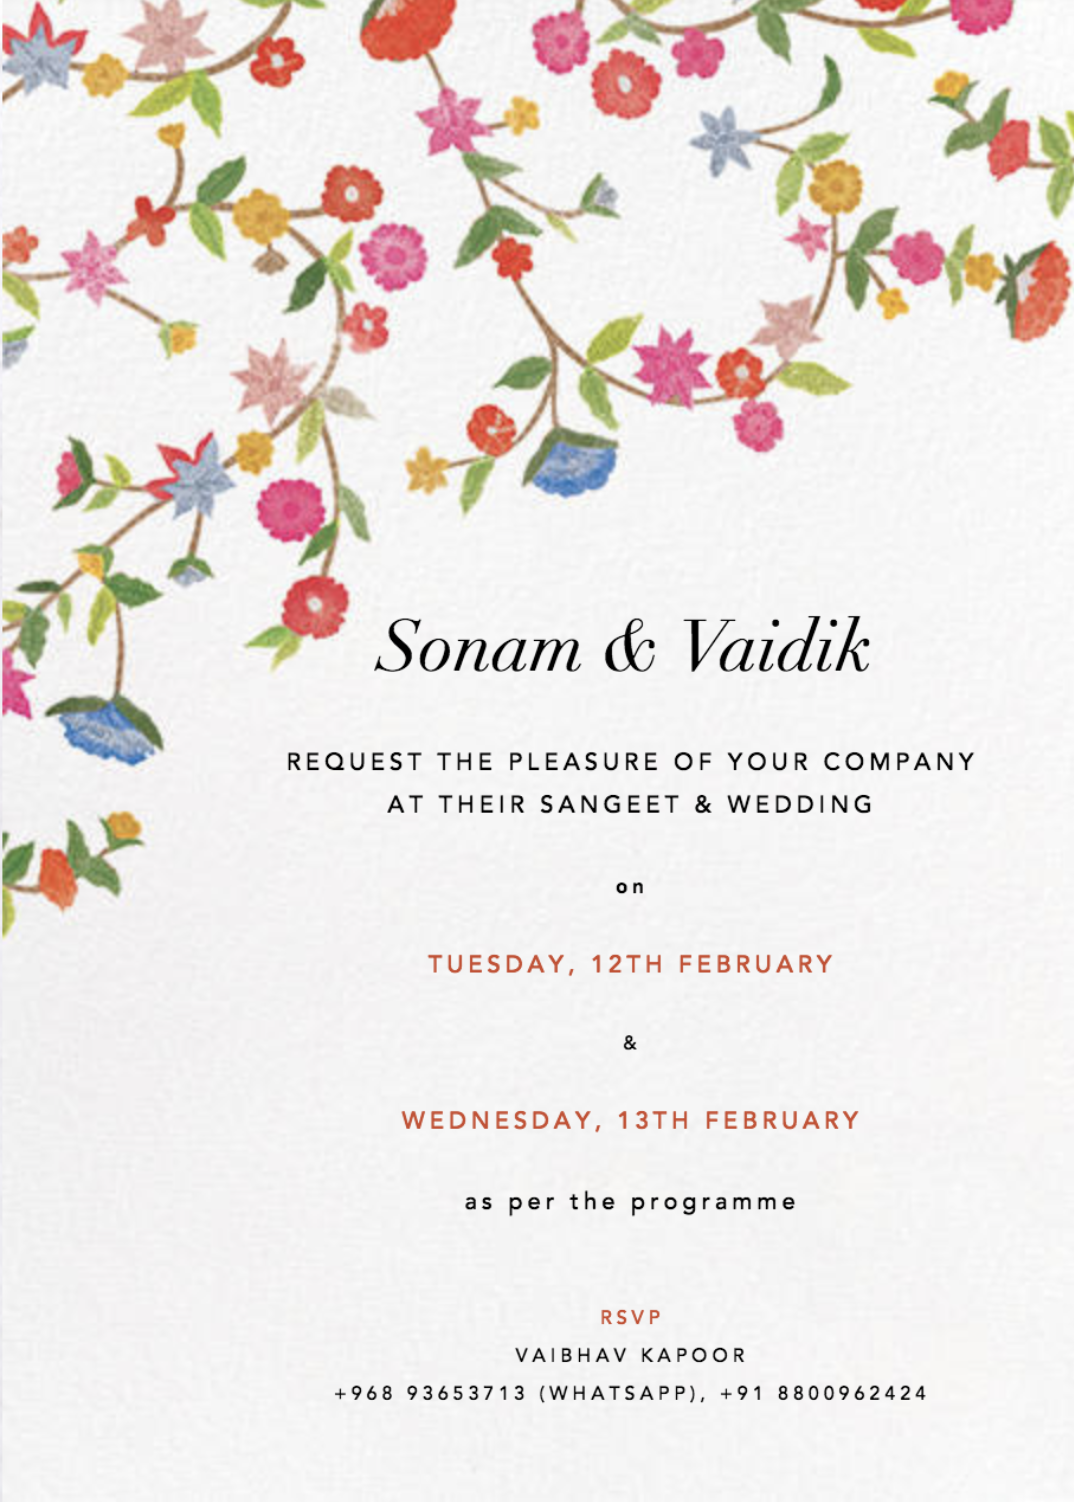 Sonam & Vaidik
REQUEST THE PLEASURE OF YOUR COMPANY
AT THEIR SANGEET & WEDDING
on
TUESDAY, 12TH FEBRUARY
&
WEDNESDAY, 13TH FEBRUARY
as per the programme
RSVP
VAIBHAV KAPOOR
+968 93653713 (WHATSAPP), +91 8800962424